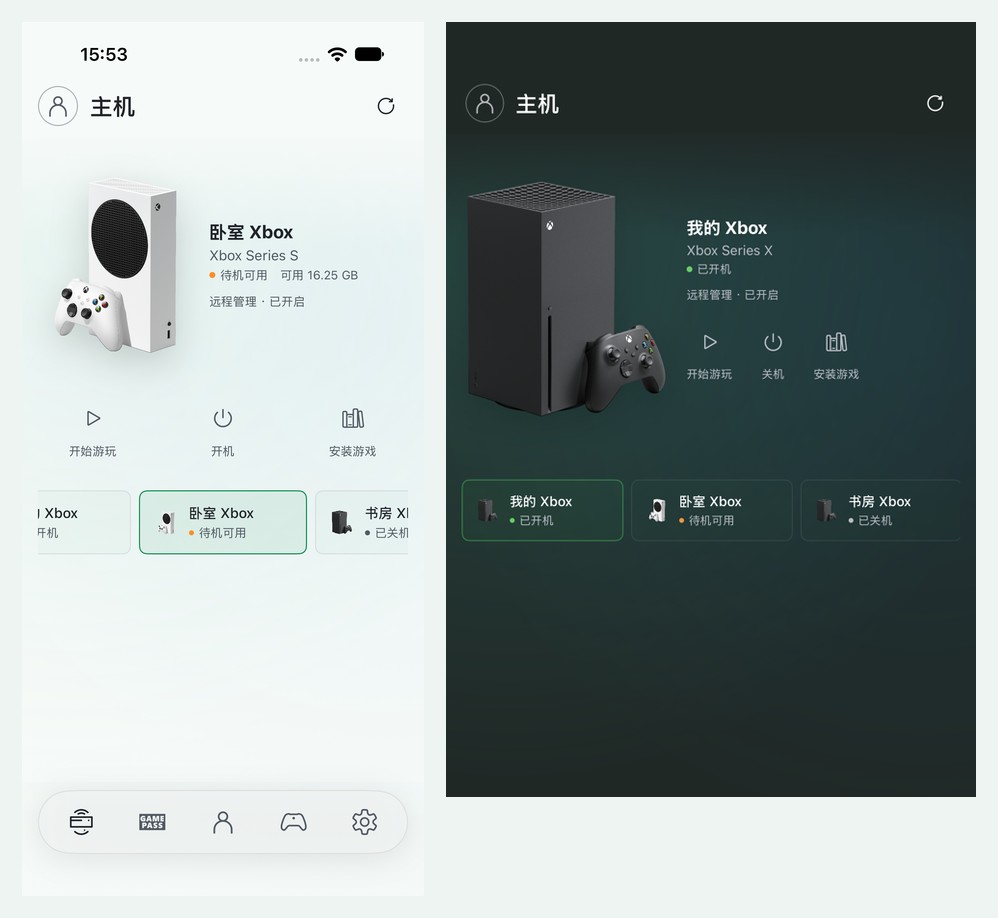 15:53
主机
卧室 Xbox
Xbox Series S
待机可用 可用 16.25 GB
远程管理 · 已开启
开始游玩 开机 安装游戏
Xbox
开机
卧室 Xbox
待机可用
书房
已关机
GAME
PASS
主机
我的 Xbox
Xbox Series X
已开机
远程管理 · 已开启
开始游玩 关机 安装游戏
我的 Xbox
已开机
卧室 Xbox
待机可用
书房 Xbox
已关机